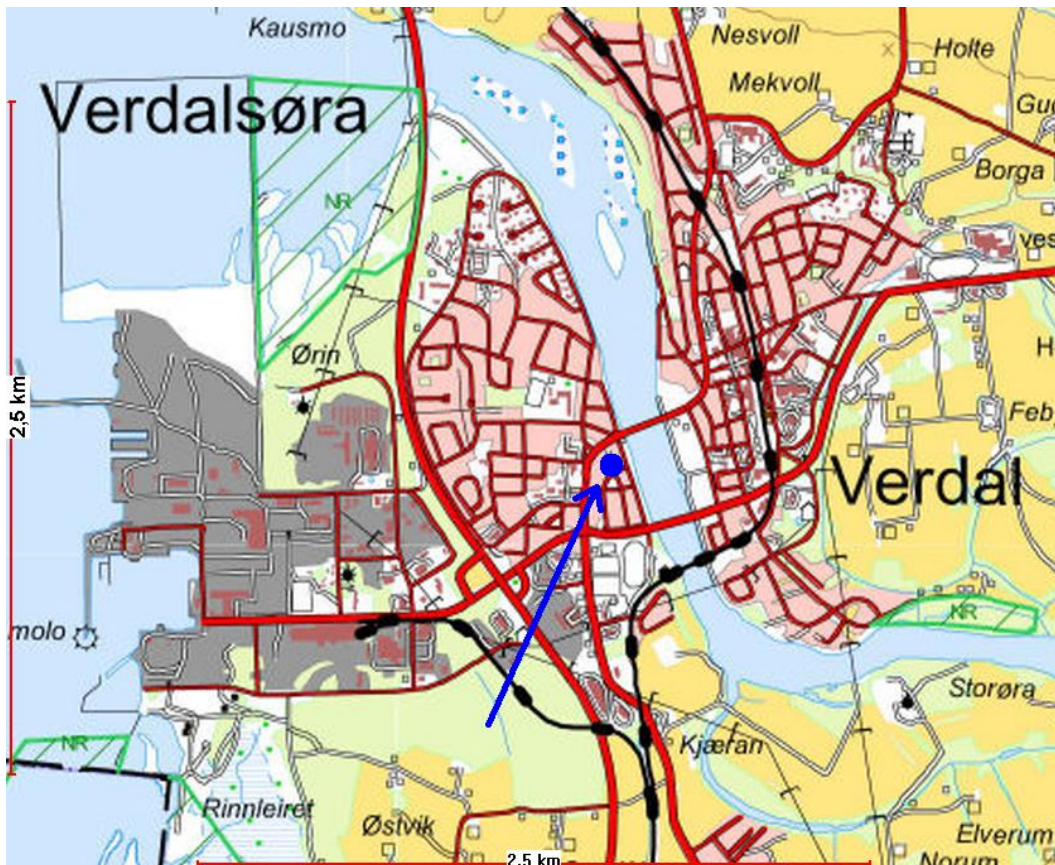 Kausmo
Nesvoll
Holte
Mekvoll
Verdalsøra
Borga
NR
Ørin
2,5 km
Verdal
NR
molo
Storøra
NR
Kjæran
Rinnleiret
Østvik
Elverum
2,5 km